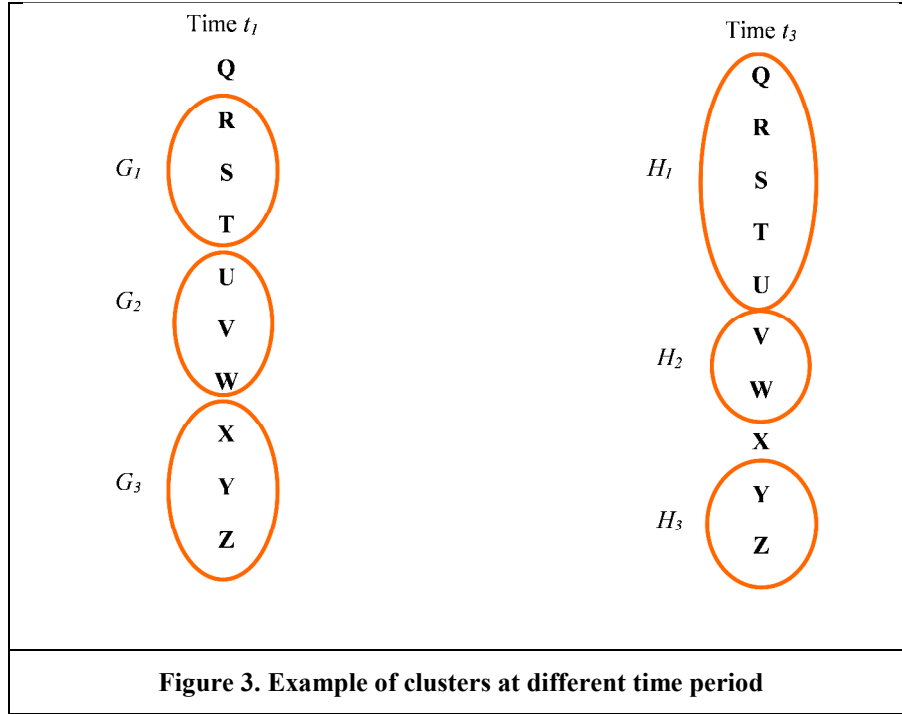 Time t1
Q
R
G1
S
T
U
G2
V
W
X
G3
Y
Z
Time t3
Q
R
H1
S
T
U
V
H2
W
X
Y
H3
Z
Figure 3. Example of clusters at different time period